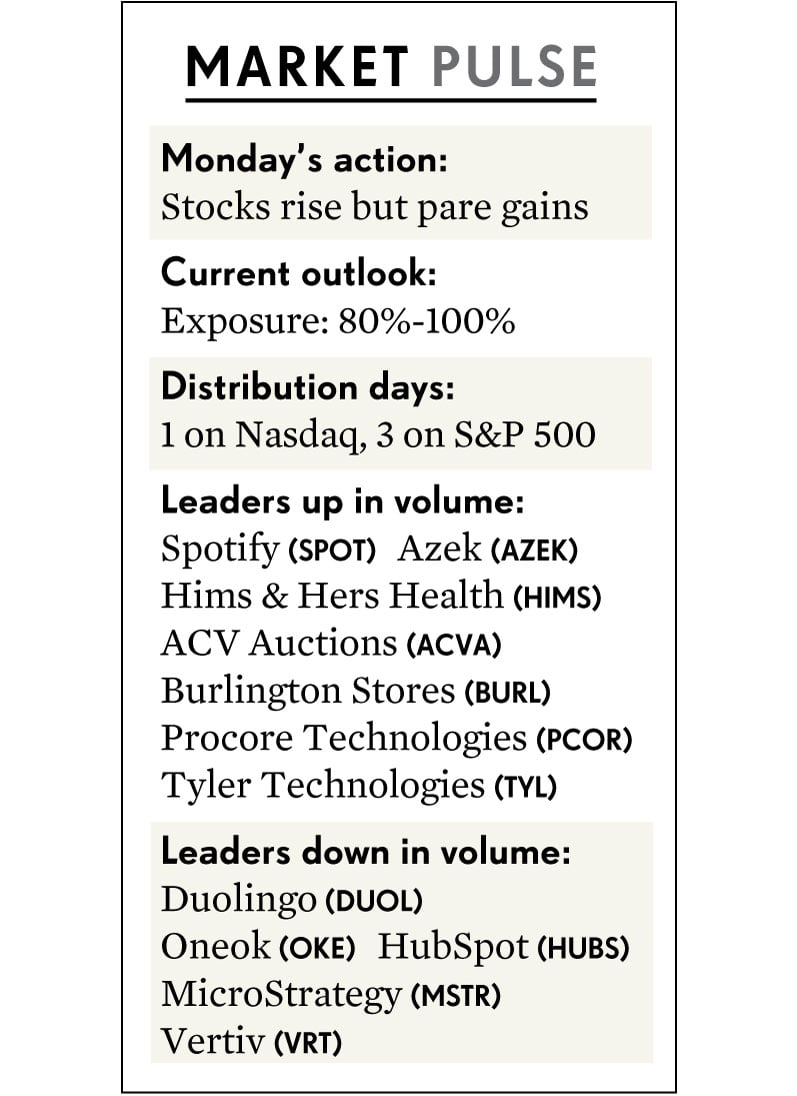 MARKET PULSE
Monday's action:
Stocks rise but pare gains
Current outlook:
Exposure: 80%-100%
Distribution days:
1 on Nasdaq, 3 on S&P 500
Leaders up in volume:
Spotify (SPOT) Azek (AZEK)
Hims & Hers Health (HIMS)
ACV Auctions (ACVA)
Burlington Stores (BURL)
Procore Technologies (PCOR)
Tyler Technologies (TYL)
Leaders down in volume:
Duolingo (DUOL)
Oneok (OKE) HubSpot (HUBS)
MicroStrategy (MSTR)
Vertiv (VRT)